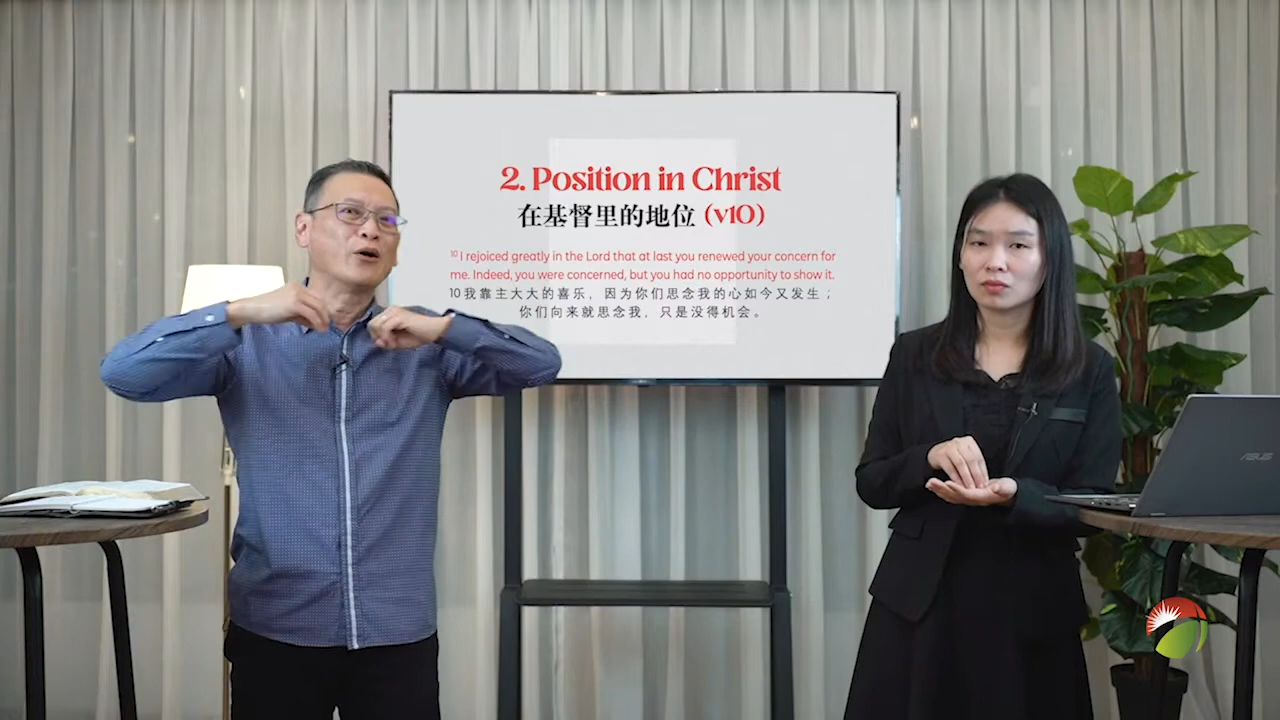 2. Position in Christ
在基督里的地位 (v10)
10 I rejoiced greatly in the Lord that at last you renewed your concern for
me. Indeed, you were concerned, but you had no opportunity to show it.
10 我靠主大大的喜乐，因为你们思念我的心如今又发生；
你们向来就思念我，只是没得机会。
ASUS